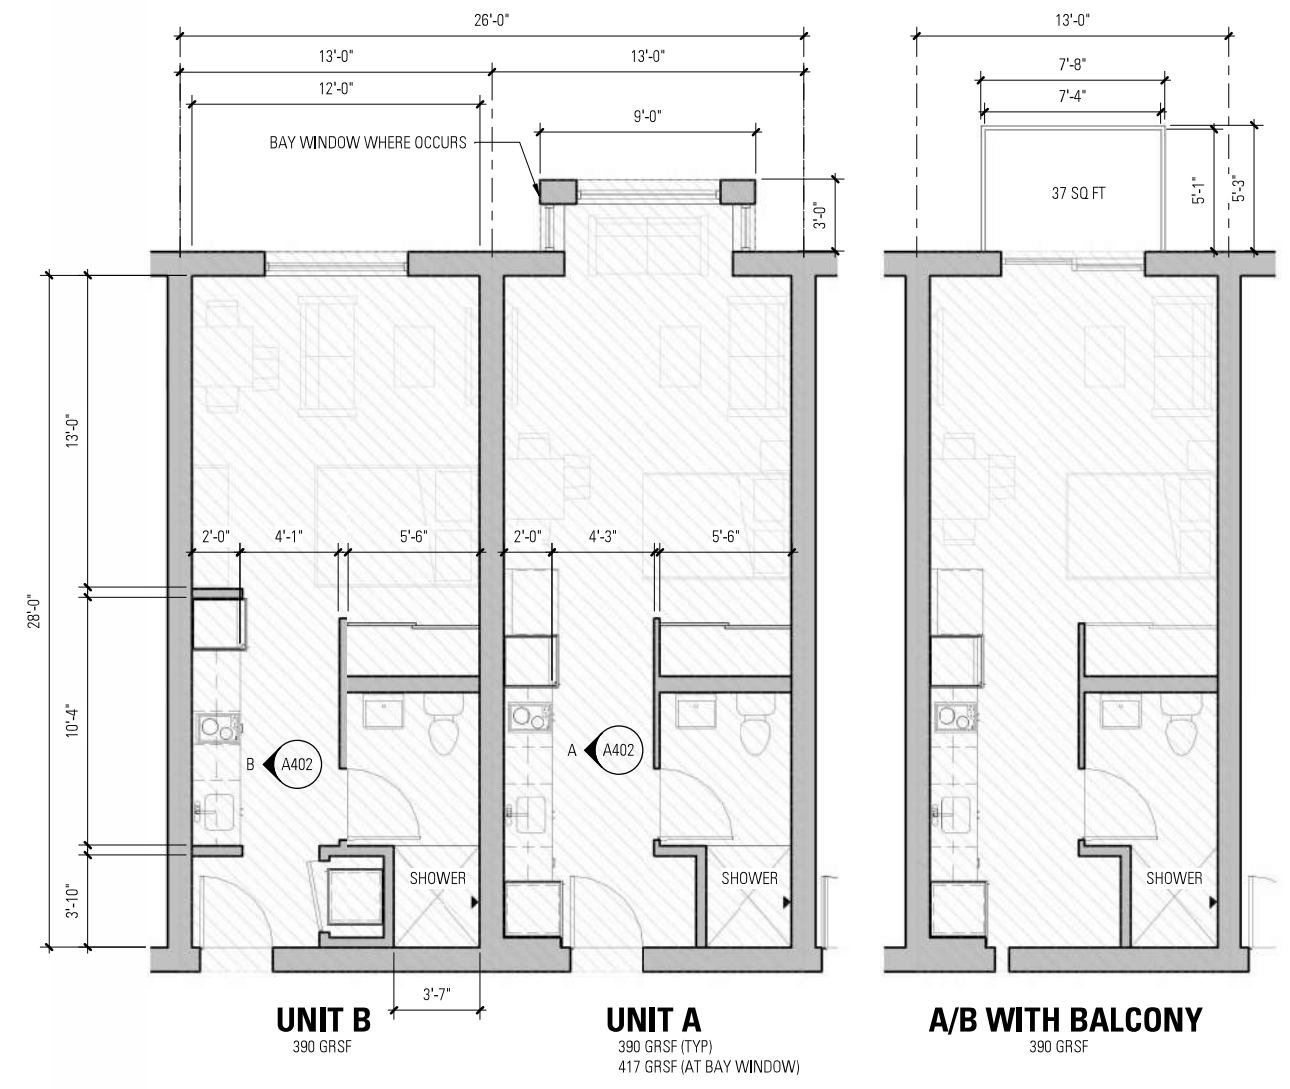 26'-0"
13'-0"
13'-0"
13'-0"
12'-0"
7'-8"
7'-4"
9'-0"
BAY WINDOW WHERE OCCURS
3'-0"
37 SQ FT
5'-1"
5'-3"
28'-0"
13'-0"
10'-4"
3'-10"
2'-0"
4'-1"
5'-6"
2'-0"
4'-3"
5'-6"
B
A402
A
A402
SHOWER
SHOWER
SHOWER
3'-7"
UNIT B
390 GRSF
UNIT A
390 GRSF (TYP)
417 GRSF (AT BAY WINDOW)
A/B WITH BALCONY
390 GRSF